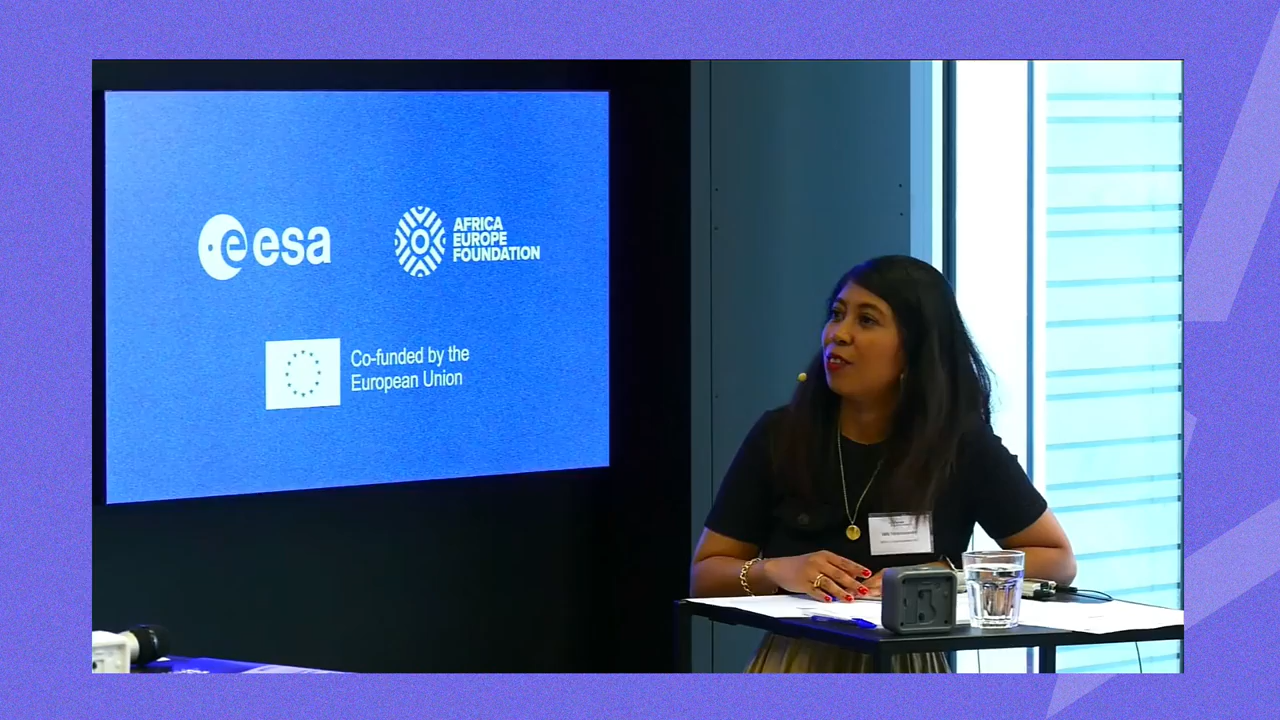 esa
AFRICA
EUROPE
FOUNDATION
Co-funded by the
European Union